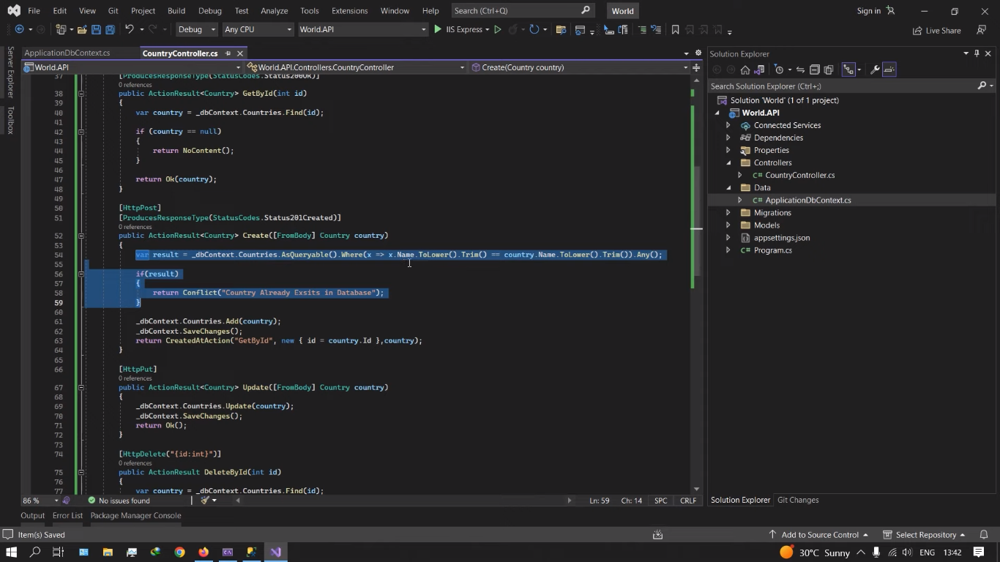 File Edit View Git Project Build Debug Test Analyze Tools Extensions Window Help Search (Ctrl+Q) World Sign in
Debug Any CPU World.API IIS Express Live Share
Server Explorer
Toolbox
ApplicationDbContext.cs CountryController.cs
World.API World.API.Controllers.CountryController Create(Country country)
37 [ProducesResponseType(StatusCodes.Status200OK)]
0 references
38 public ActionResult<Country> GetById(int id)
39 {
40 var country = _dbContext.Countries.Find(id);
41
42 if (country == null)
43 {
44 return NoContent();
45 }
46
47 return Ok(country);
48 }
49
50 [HttpPost]
51 [ProducesResponseType(StatusCodes.Status201Created)]
0 references
52 public ActionResult<Country> Create([FromBody] Country country)
53 {
54 var result = _dbContext.Countries.AsQueryable().Where(x => x.Name.ToLower().Trim() == country.Name.ToLower().Trim()).Any();
55
56 if(result)
57 {
58 return Conflict("Country Already Exsits in Database");
59 }
60
61 _dbContext.Countries.Add(country);
62 _dbContext.SaveChanges();
63 return CreatedAtAction("GetById", new { id = country.Id },country);
64 }
65
66 [HttpPut]
0 references
67 public ActionResult<Country> Update([FromBody] Country country)
68 {
69 _dbContext.Countries.Update(country);
70 _dbContext.SaveChanges();
71 return Ok();
72 }
73
74 [HttpDelete("{id:int}")]
0 references
75 public ActionResult DeleteById(int id)
76 {
77 var country = _dbContext.Countries.Find(id);
86 % No issues found Ln: 59 Ch: 14 SPC CRLF
Output Error List Package Manager Console
Solution Explorer
Search Solution Explorer (Ctrl+;)
Solution 'World' (1 of 1 project)
World.API
Connected Services
Dependencies
Properties
Controllers
C# CountryController.cs
Data
C# ApplicationDbContext.cs
Migrations
Models
appsettings.json
C# Program.cs
Solution Explorer Git Changes
Item(s) Saved Add to Source Control Select Repository
30°C Sunny ENG 13:42